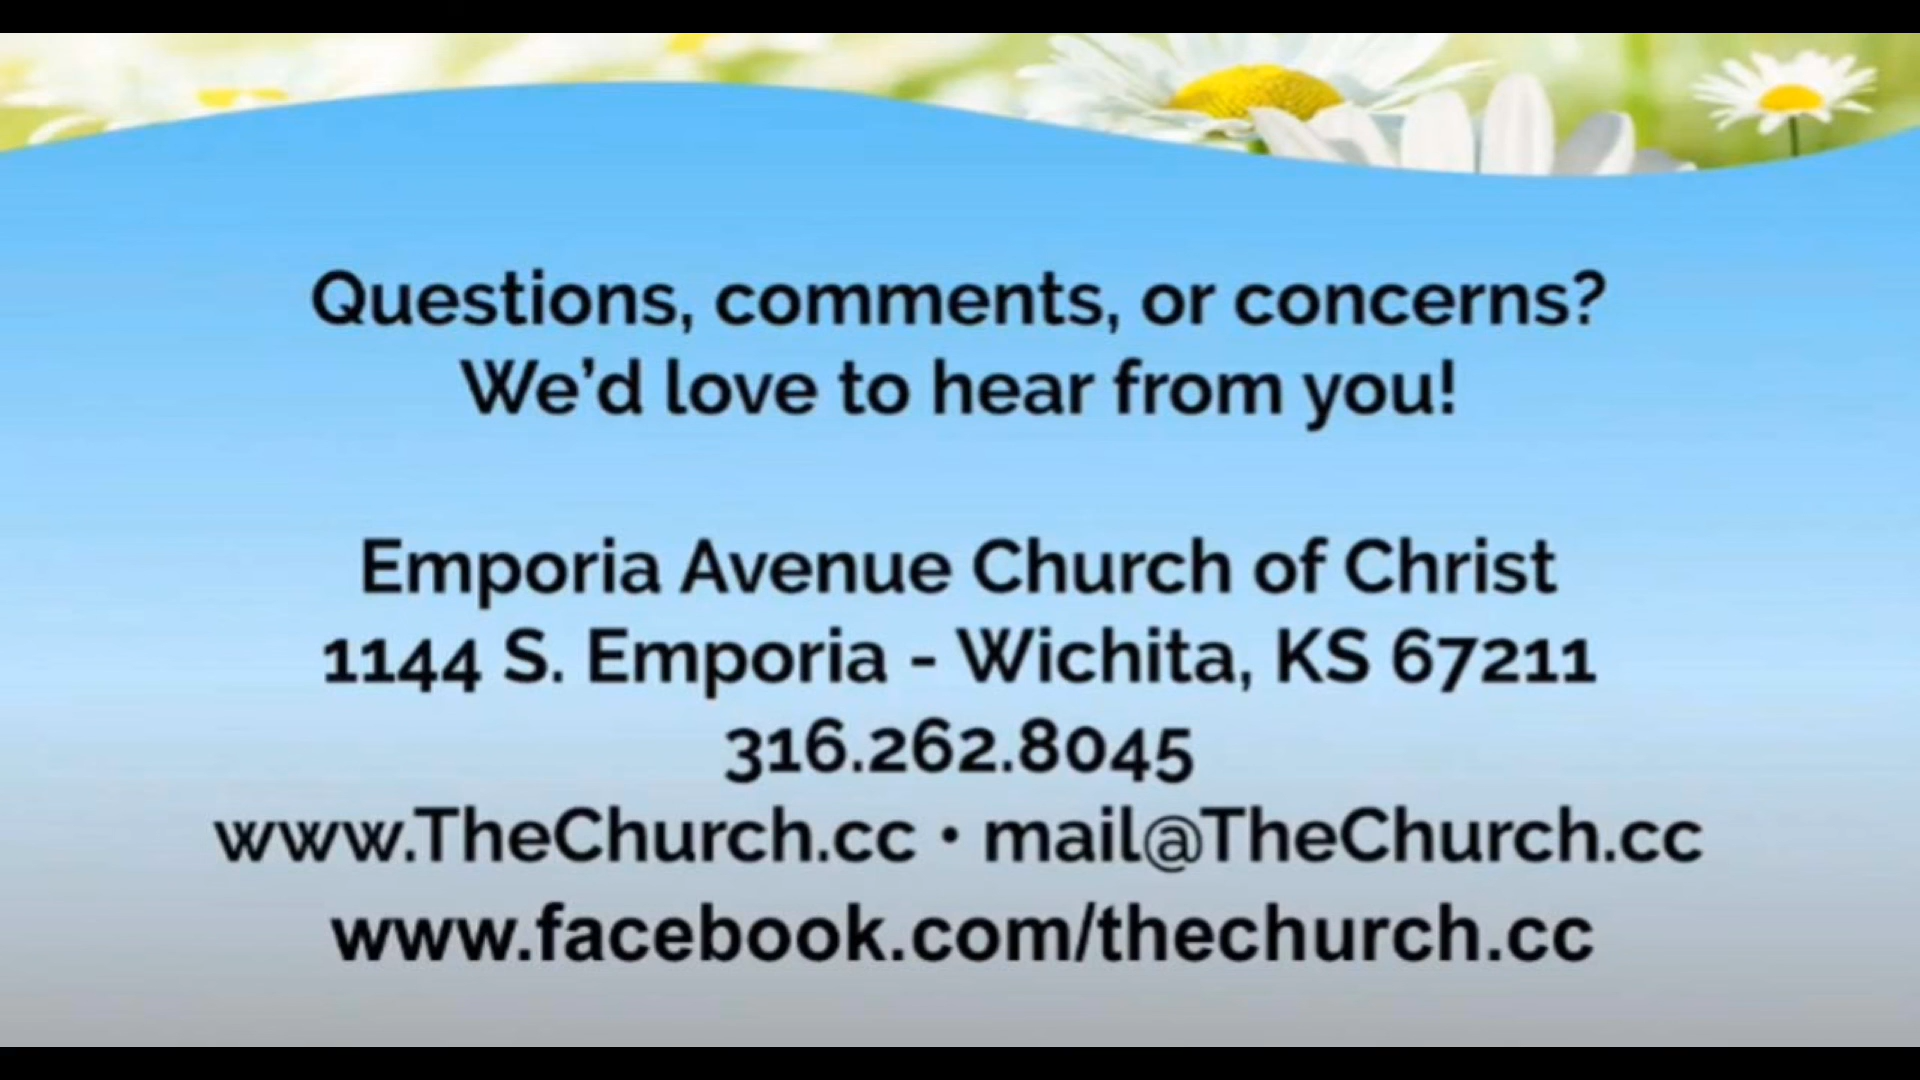 Questions, comments, or concerns?
We'd love to hear from you!
Emporia Avenue Church of Christ
1144 S. Emporia - Wichita, KS 67211
316.262.8045
www.TheChurch.cc • mail@TheChurch.cc
www.facebook.com/thechurch.cc